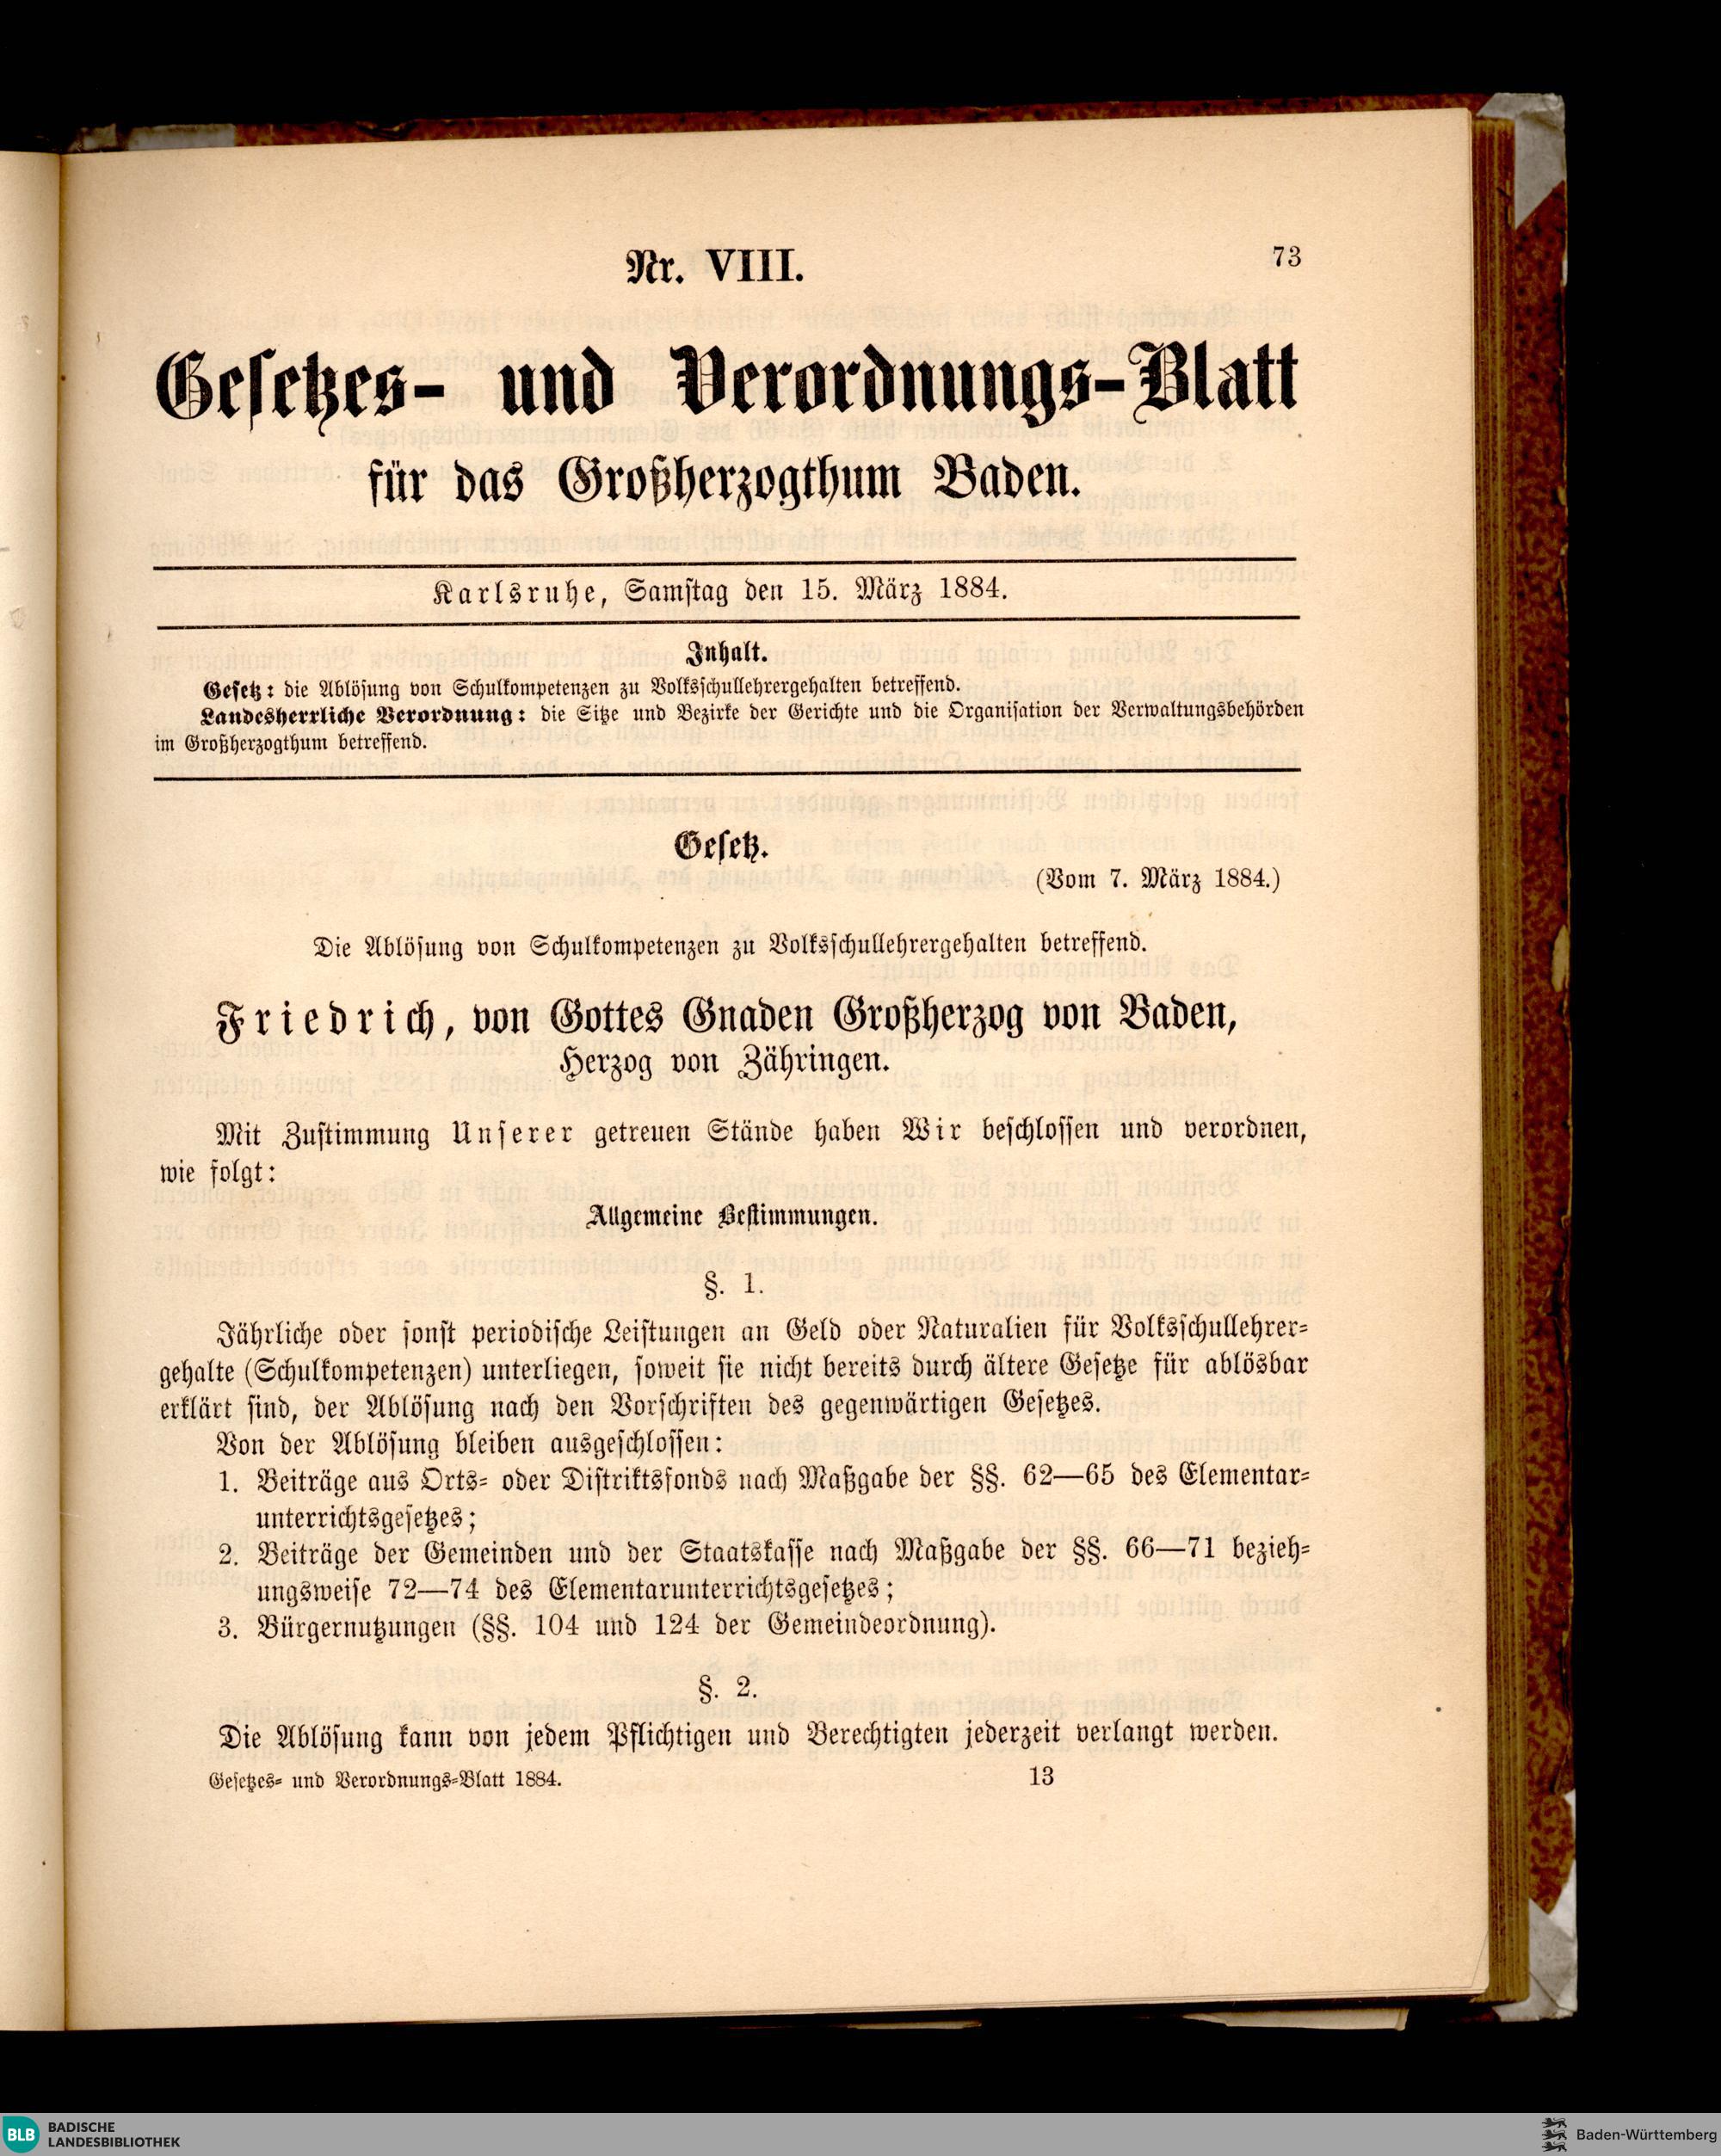 Nr. VIII.
73
Gesetzes- und Verordnungs-Blatt
für das Großherzogthum Baden.
Karlsruhe, Samstag den 15. März 1884.
Inhalt.
Gesetz: die Ablösung von Schulkompetenzen zu Volksschullehrergehalten betreffend.
Landesherrliche Verordnung: die Sitze und Bezirke der Gerichte und die Organisation der Verwaltungsbehörden
im Großherzogthum betreffend.
Gesetz.
(Vom 7. März 1884.)
Die Ablösung von Schulkompetenzen zu Volksschullehrergehalten betreffend.
Friedrich, von Gottes Gnaden Großherzog von Baden,
Herzog von Zähringen.
Mit Zustimmung Unserer getreuen Stände haben Wir beschlossen und verordnen,
wie folgt:
Allgemeine Bestimmungen.
§. 1.
Jährliche oder sonst periodische Leistungen an Geld oder Naturalien für Volksschullehrer-
gehalte (Schulkompetenzen) unterliegen, soweit sie nicht bereits durch ältere Gesetze für ablösbar
erklärt sind, der Ablösung nach den Vorschriften des gegenwärtigen Gesetzes.
Von der Ablösung bleiben ausgeschlossen:
1. Beiträge aus Orts- oder Distriktsfonds nach Maßgabe der §§. 62—65 des Elementar-
unterrichtsgesetzes;
2. Beiträge der Gemeinden und der Staatskasse nach Maßgabe der §§. 66—71 bezieh-
ungsweise 72—74 des Elementarunterrichtsgesetzes;
3. Bürgernutzungen (§§. 104 und 124 der Gemeindeordnung).
§. 2.
Die Ablösung kann von jedem Pflichtigen und Berechtigten jederzeit verlangt werden.
Gesetzes- und Verordnungs-Blatt 1884.
13
BLB
BADISCHE
LANDESBIBLIOTHEK
Baden-Württemberg